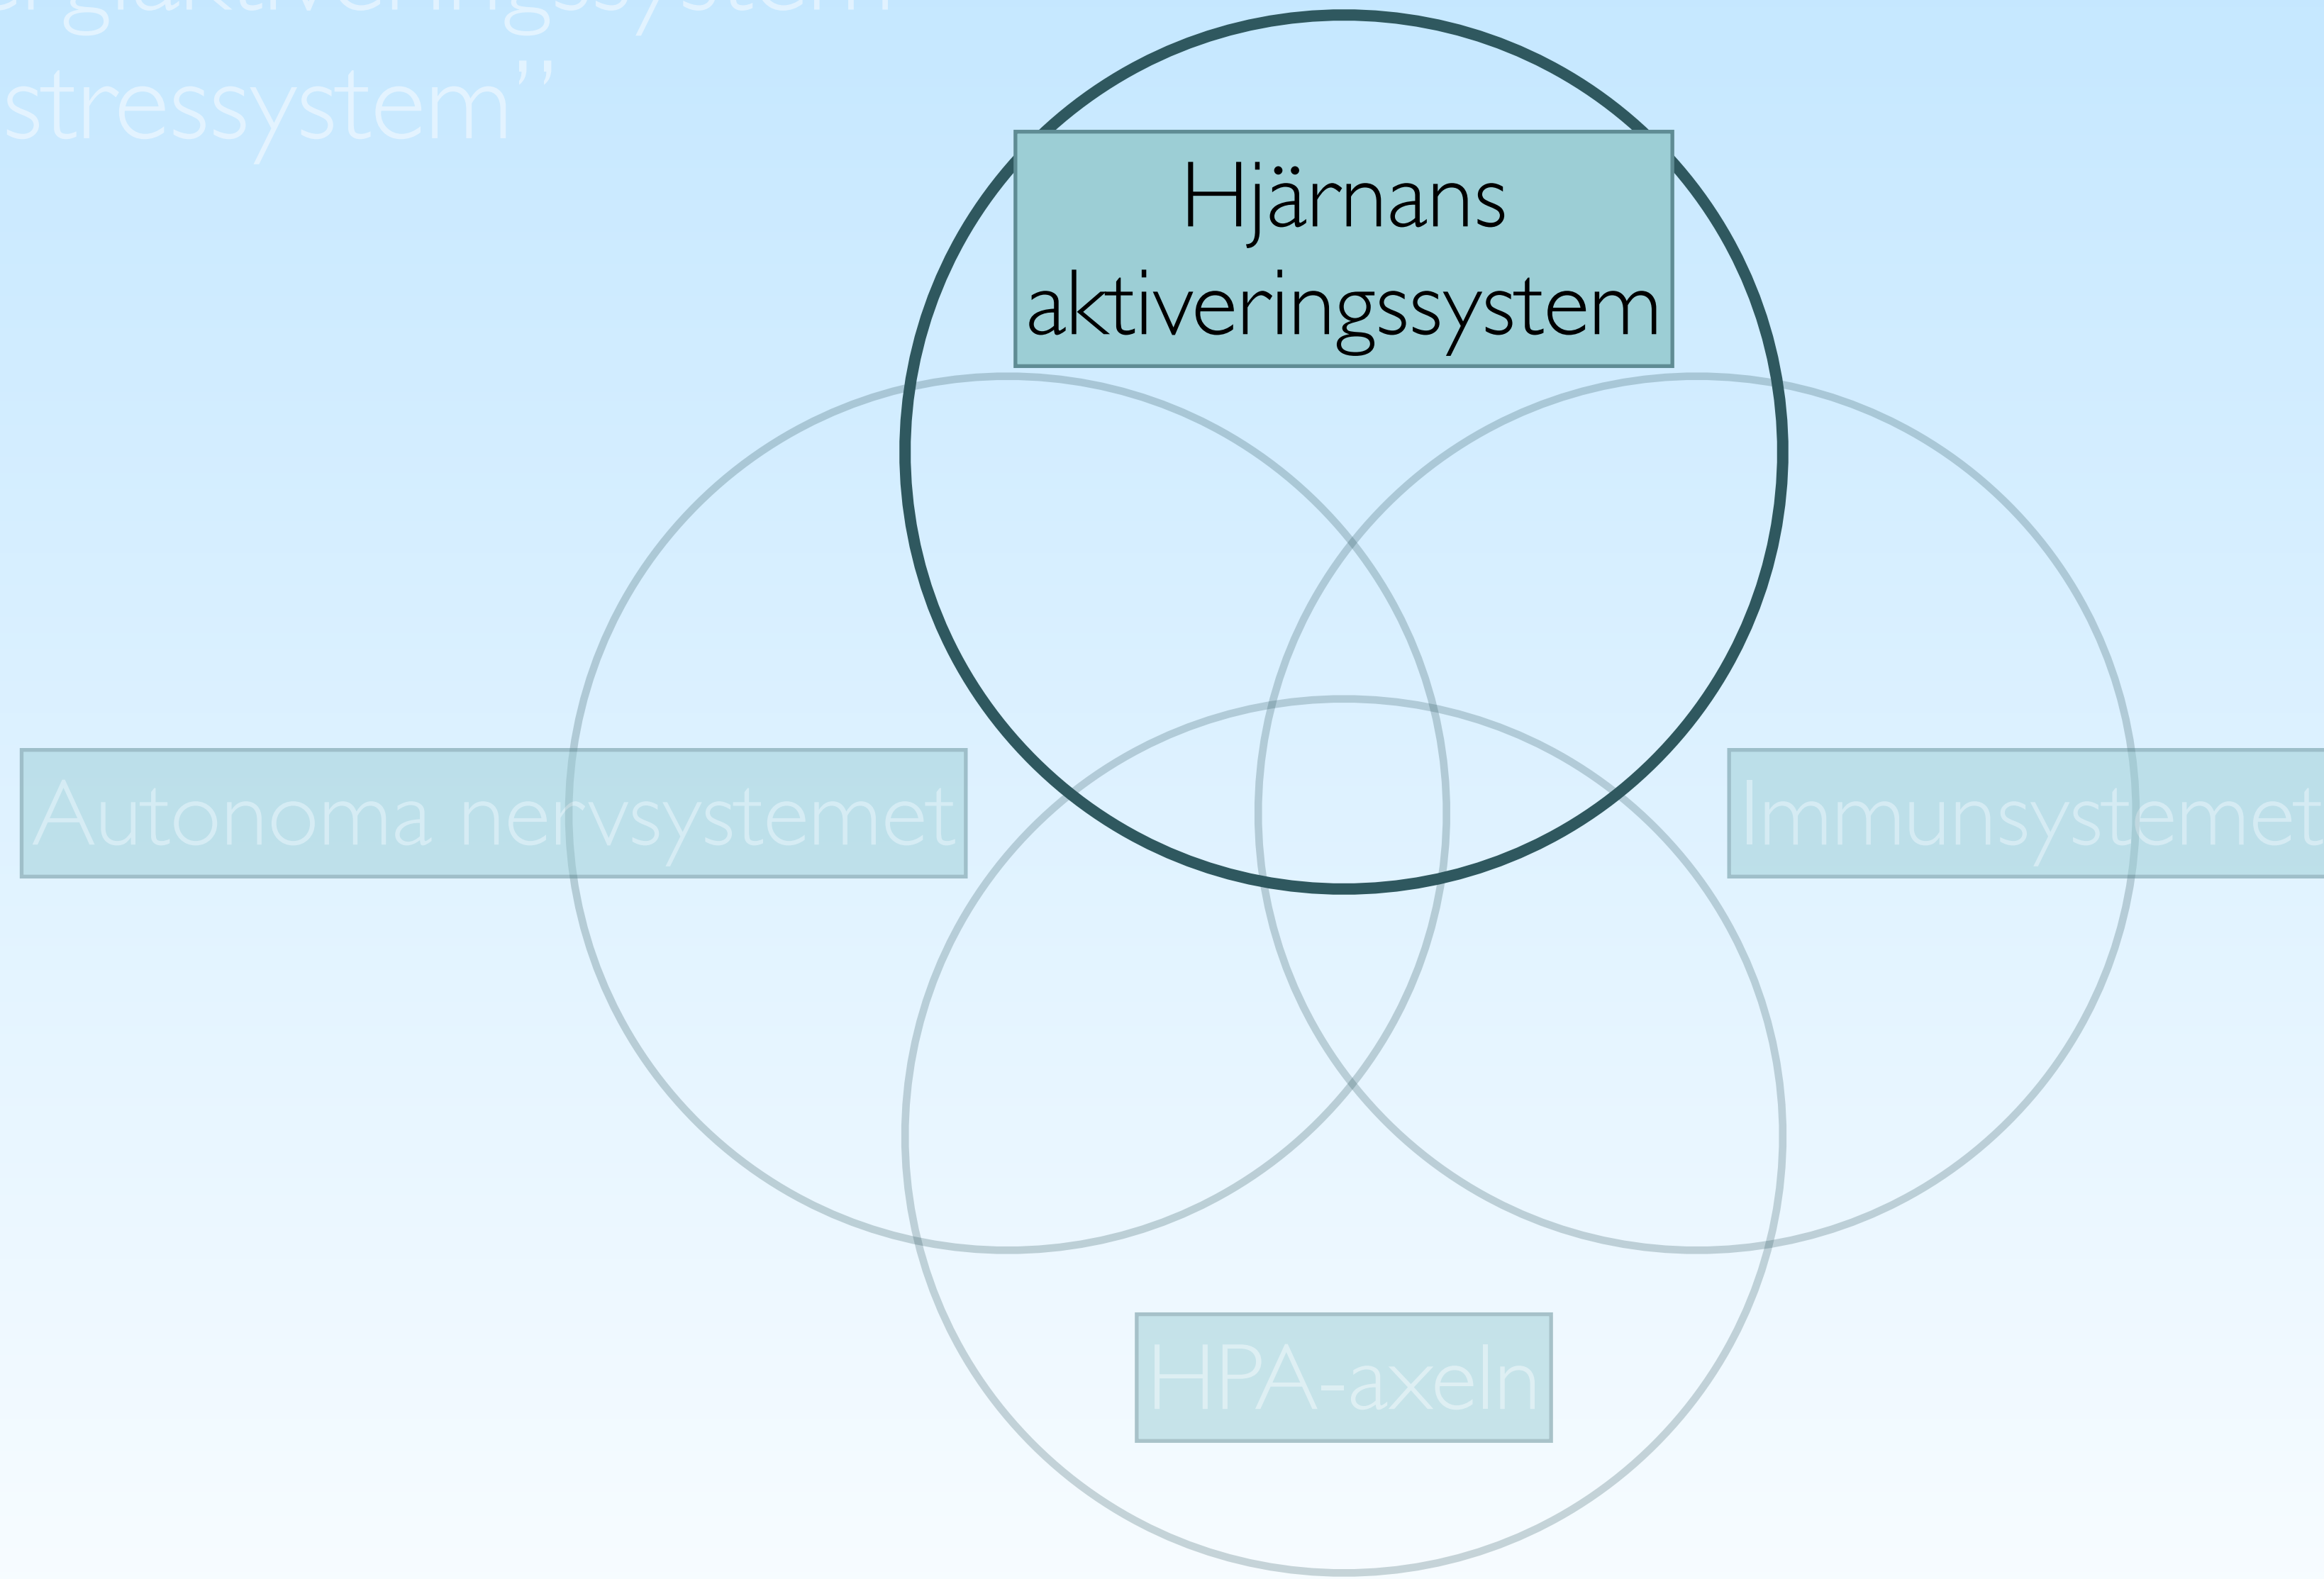 stressystem”
Hjärnans
aktiveringssystem
Autonoma nervsystemet
Immunsystemet
HPA-axeln